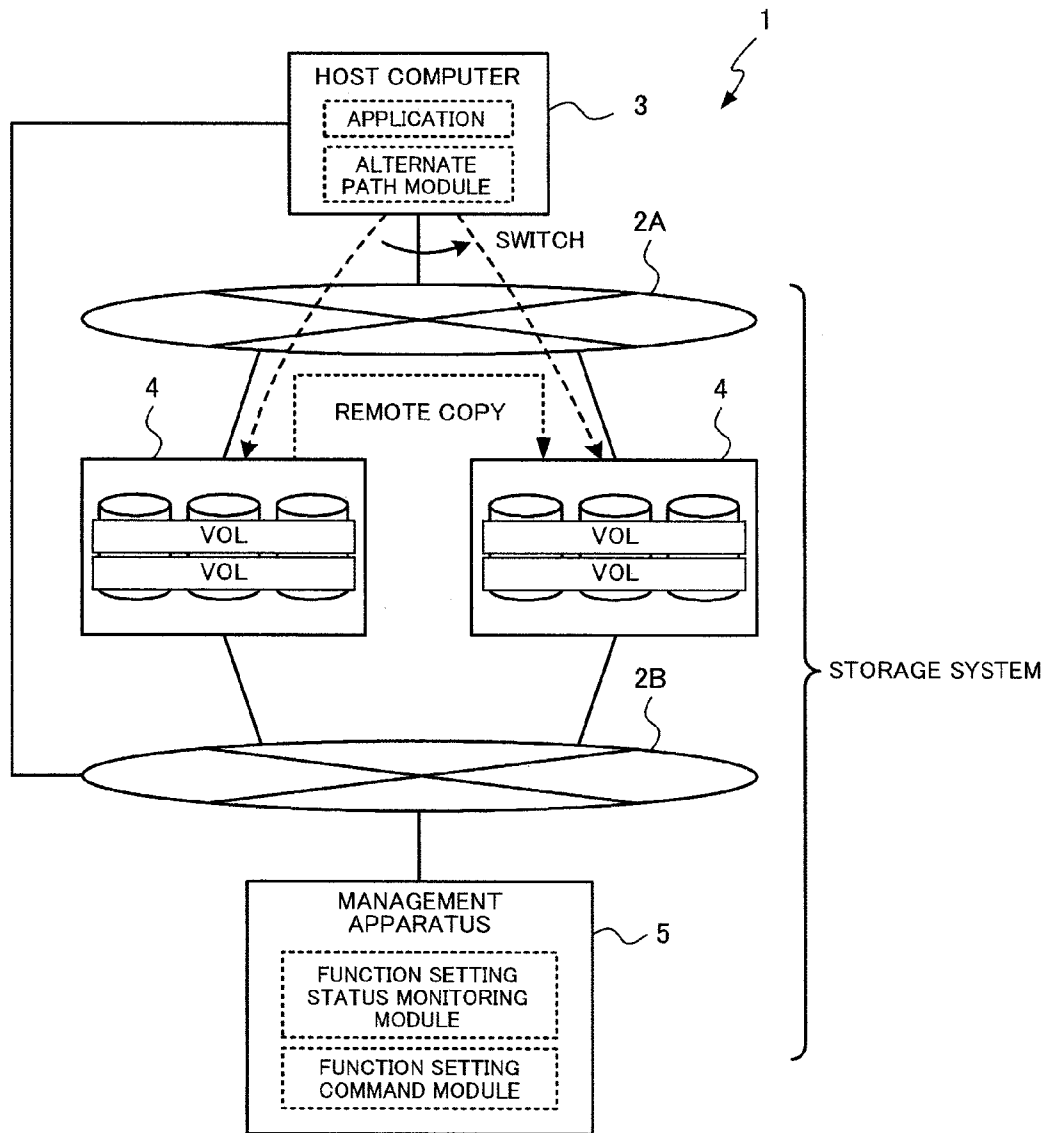 1
HOST COMPUTER
3
APPLICATION
ALTERNATE
PATH MODULE
2A
SWITCH
4
REMOTE COPY
4
VOL
VOL
VOL
VOL
STORAGE SYSTEM
2B
MANAGEMENT
APPARATUS
5
FUNCTION SETTING
STATUS MONITORING
MODULE
FUNCTION SETTING
COMMAND MODULE